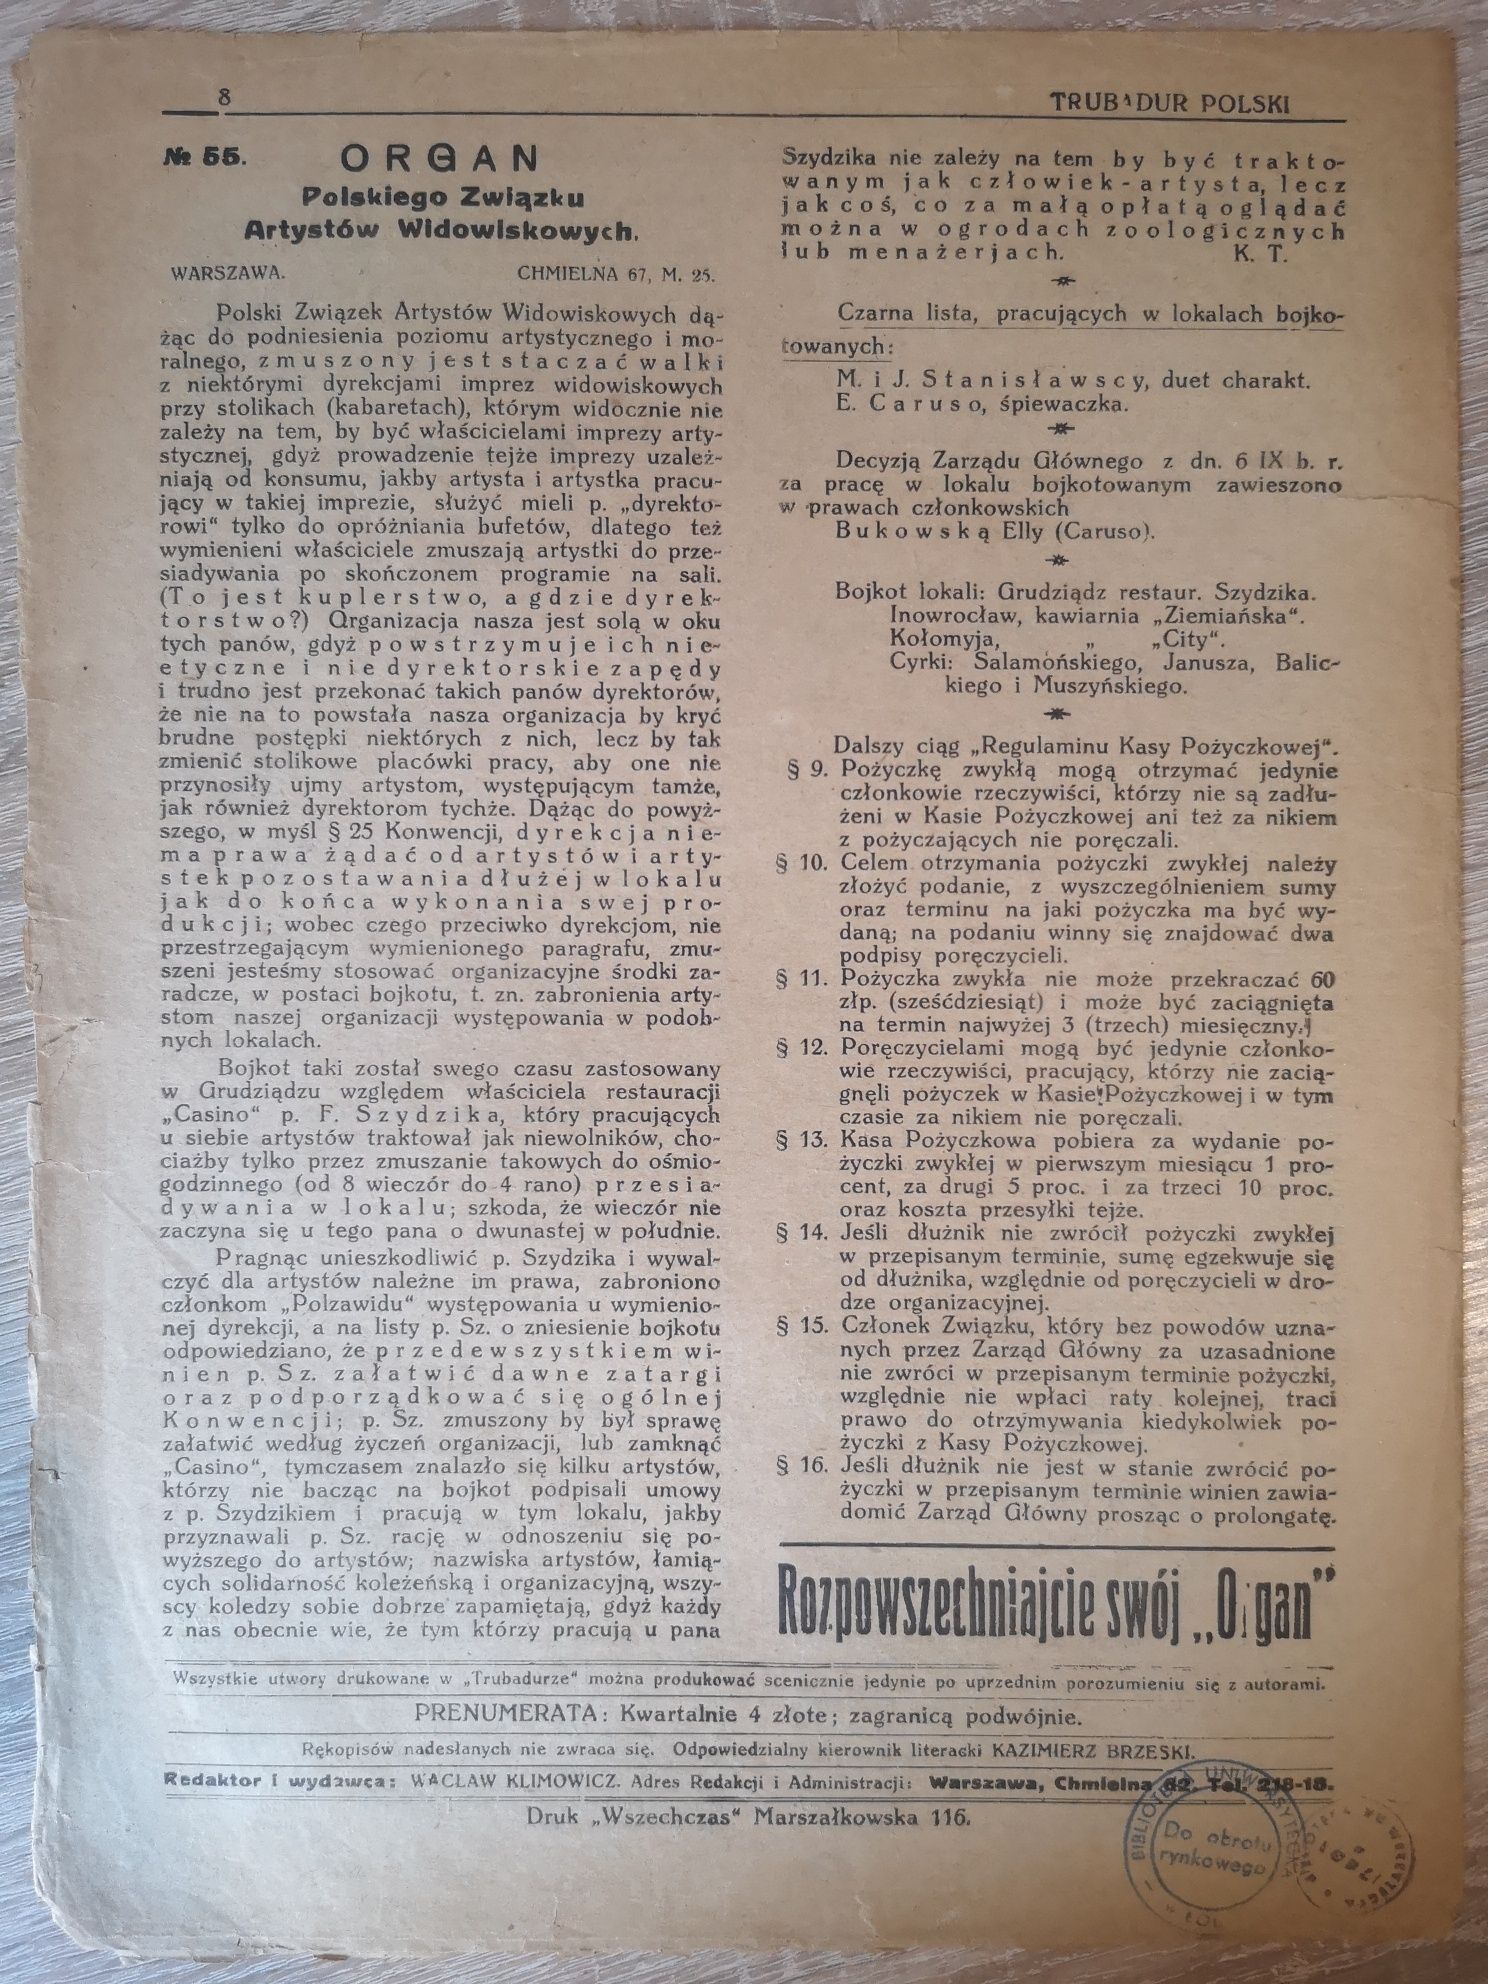 8
TRUBADUR POLSKI
№ 55.
ORGAN
Polskiego Związku
Artystów Widowiskowych.
WARSZAWA. CHMIELNA 67, M. 25.
Polski Związek Artystów Widowiskowych dą-
żąc do podniesienia poziomu artystycznego i mo-
ralnego, zmuszony jest staczać walki
z niektórymi dyrekcjami imprez widowiskowych
przy stolikach (kabaretach), którym widocznie nie
zależy na tem, by być właścicielami imprezy arty-
stycznej, gdyż prowadzenie tejże imprezy uzależ-
niają od konsumu, jakby artysta i artystka pracu-
jący w takiej imprezie, służyć mieli p. „dyrekto-
rowi“ tylko do opróżniania bufetów, dlatego też
wymienieni właściciele zmuszają artystki do prze-
siadywania po skończonem programie na sali.
(To jest kuplerstwo, a gdzie dyrek-
torstwo?) Organizacja nasza jest solą w oku
tych panów, gdyż powstrzymuje ich nie-
etyczne i niedyrektorskie zapędy
i trudno jest przekonać takich panów dyrektorów,
że nie na to powstała nasza organizacja by kryć
brudne postępki niektórych z nich, lecz by tak
zmienić stolikowe placówki pracy, aby one nie
przynosiły ujmy artystom, występującym tamże,
jak również dyrektorom tychże. Dążąc do powyż-
szego, w myśl § 25 Konwencji, dyrekcja nie-
ma prawa żądać od artystów i arty-
stek pozostawania dłużej w lokalu
jak do końca wykonania swej pro-
dukcji; wobec czego przeciwko dyrekcjom, nie
przestrzegającym wymienionego paragrafu, zmu-
szeni jesteśmy stosować organizacyjne środki za-
radcze, w postaci bojkotu, t. zn. zabronienia arty-
stom naszej organizacji występowania w podob-
nych lokalach.
Bojkot taki został swego czasu zastosowany
w Grudziądzu względem właściciela restauracji
„Casino“ p. F. Szydzika, który pracujących
u siebie artystów traktował jak niewolników, cho-
ciażby tylko przez zmuszanie takowych do ośmio-
godzinnego (od 8 wieczór do 4 rano) przesia-
dywania w lokalu; szkoda, że wieczór nie
zaczyna się u tego pana o dwunastej w południe.
Pragnąc unieszkodliwić p. Szydzika i wywal-
czyć dla artystów należne im prawa, zabroniono
członkom „Polzawidu“ występowania u wymienio-
nej dyrekcji, a na listy p. Sz. o zniesienie bojkotu
odpowiedziano, że przedewszystkiem wi-
nien p. Sz. załatwić dawne zatargi
oraz podporządkować się ogólnej
Konwencji; p. Sz. zmuszony by był sprawę
załatwić według życzeń organizacji, lub zamknąć
„Casino“, tymczasem znalazło się kilku artystów,
którzy nie bacząc na bojkot podpisali umowy
z p. Szydzikiem i pracują w tym lokalu, jakby
przyznawali p. Sz. rację w odnoszeniu się po-
wyższego do artystów; nazwiska artystów, łamią-
cych solidarność koleżeńską i organizacyjną, wszy-
scy koledzy sobie dobrze zapamiętają, gdyż każdy
z nas obecnie wie, że tym którzy pracują u pana
Szydzika nie zależy na tem by być trakto-
wanym jak człowiek-artysta, lecz
jak coś, co za małą opłatą oglądać
można w ogrodach zoologicznych
lub menażerjach. K. T.
Czarna lista, pracujących w lokalach bojko-
towanych:
M. i J. Stanisławscy, duet charakt.
E. Caruso, śpiewaczka.
Decyzją Zarządu Głównego z dn. 6 IX b. r.
za pracę w lokalu bojkotowanym zawieszono
w prawach członkowskich
Bukowską Elly (Caruso).
Bojkot lokali: Grudziądz restaur. Szydzika.
Inowrocław, kawiarnia „Ziemiańska“.
Kołomyja, „ „City“.
Cyrki: Salamońskiego, Janusza, Balic-
kiego i Muszyńskiego.
Dalszy ciąg „Regulaminu Kasy Pożyczkowej“.
§ 9. Pożyczkę zwykłą mogą otrzymać jedynie
członkowie rzeczywiści, którzy nie są zadłu-
żeni w Kasie Pożyczkowej ani też za nikiem
z pożyczających nie poręczali.
§ 10. Celem otrzymania pożyczki zwykłej należy
złożyć podanie, z wyszczególnieniem sumy
oraz terminu na jaki pożyczka ma być wy-
daną; na podaniu winny się znajdować dwa
podpisy poręczycieli.
§ 11. Pożyczka zwykła nie może przekraczać 60
złp. (sześćdziesiąt) i może być zaciągnięta
na termin najwyżej 3 (trzech) miesięczny.
§ 12. Poręczycielami mogą być jedynie członko-
wie rzeczywiści, pracujący, którzy nie zacią-
gnęli pożyczek w Kasie Pożyczkowej i w tym
czasie za nikiem nie poręczali.
§ 13. Kasa Pożyczkowa pobiera za wydanie po-
życzki zwykłej w pierwszym miesiącu 1 pro-
cent, za drugi 5 proc. i za trzeci 10 proc.
oraz koszta przesyłki tejże.
§ 14. Jeśli dłużnik nie zwrócił pożyczki zwykłej
w przepisanym terminie, sumę egzekwuje się
od dłużnika, względnie od poręczycieli w dro-
dze organizacyjnej.
§ 15. Członek Związku, który bez powodów uzna-
nych przez Zarząd Główny za uzasadnione
nie zwróci w przepisanym terminie pożyczki,
względnie nie wpłaci raty kolejnej, traci
prawo do otrzymywania kiedykolwiek po-
życzki z Kasy Pożyczkowej.
§ 16. Jeśli dłużnik nie jest w stanie zwrócić po-
życzki w przepisanym terminie winien zawia-
domić Zarząd Główny prosząc o prolongatę.
Rozpowszechniajcie swój „Organ”
Wszystkie utwory drukowane w „Trubadurze“ można produkować scenicznie jedynie po uprzednim porozumieniu się z autorami.
PRENUMERATA: Kwartalnie 4 złote; zagranicą podwójnie.
Rękopisów nadesłanych nie zwraca się. Odpowiedzialny kierownik literacki KAZIMIERZ BRZESKI.
Redaktor i wydawca: WACLAW KLIMOWICZ. Adres Redakcji i Administracji: Warszawa, Chmielna 62. Tel. 218-18.
Druk „Wszechczas“ Marszałkowska 116.
BIBLIOTEKA UNIWERSYTECKA
Do obrotu
rynkowego